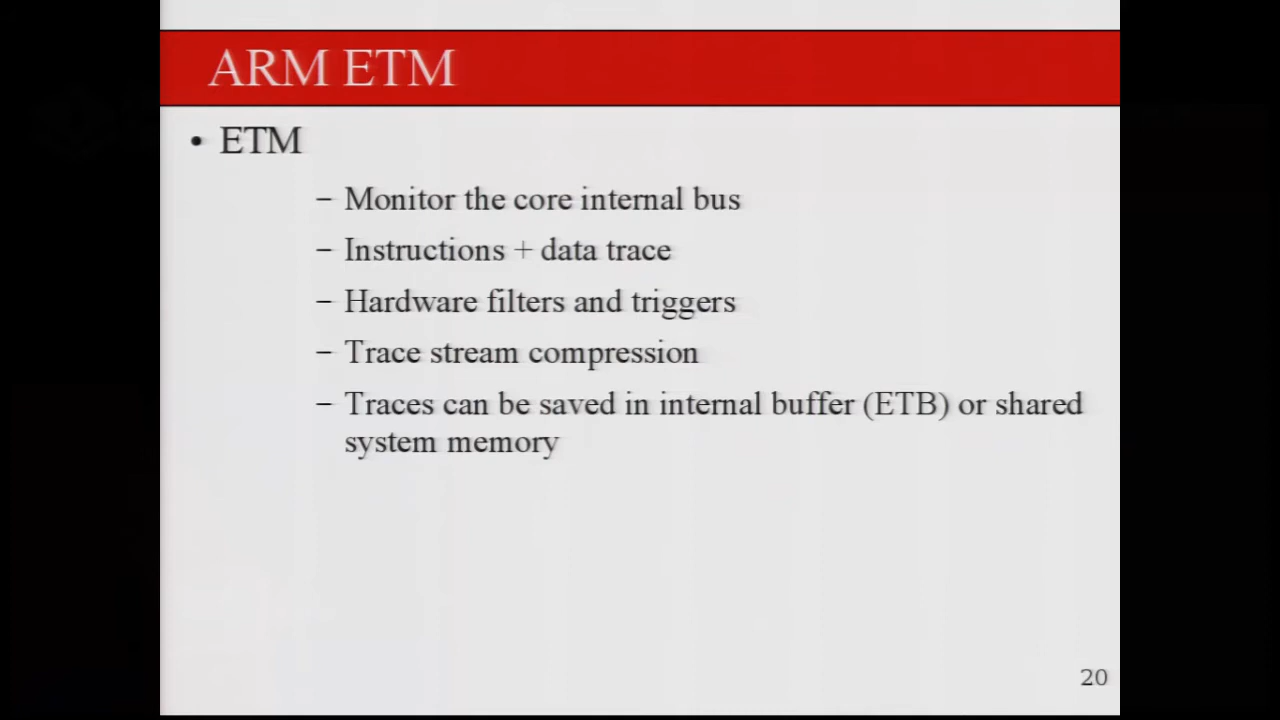 ARM ETM
• ETM
– Monitor the core internal bus
– Instructions + data trace
– Hardware filters and triggers
– Trace stream compression
– Traces can be saved in internal buffer (ETB) or shared
system memory
20